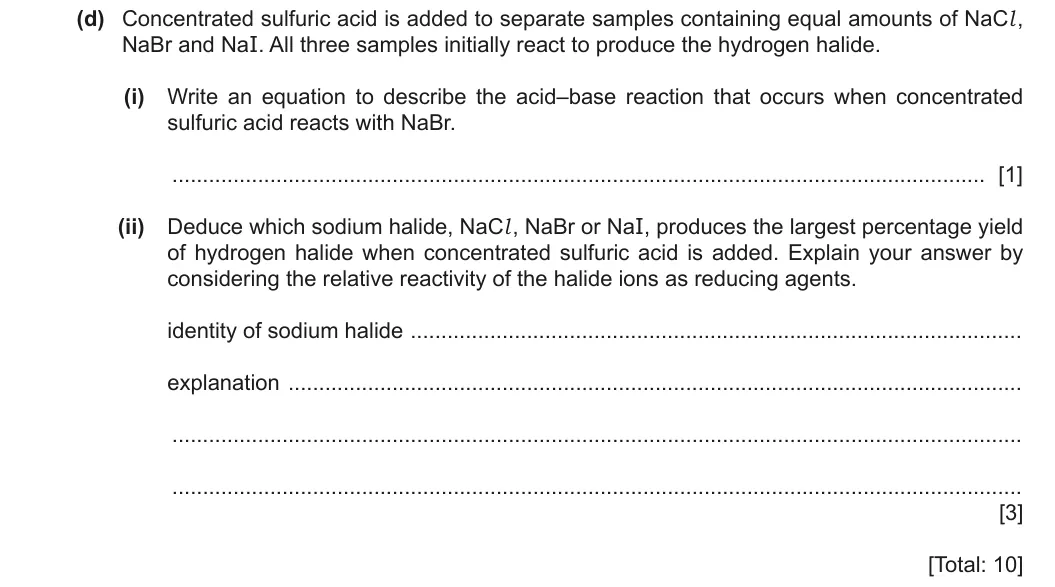 (d) Concentrated sulfuric acid is added to separate samples containing equal amounts of NaCl,
NaBr and NaI. All three samples initially react to produce the hydrogen halide.
(i) Write an equation to describe the acid–base reaction that occurs when concentrated
sulfuric acid reacts with NaBr.
...................................................................................................................................... [1]
(ii) Deduce which sodium halide, NaCl, NaBr or NaI, produces the largest percentage yield
of hydrogen halide when concentrated sulfuric acid is added. Explain your answer by
considering the relative reactivity of the halide ions as reducing agents.
identity of sodium halide ....................................................................................................
explanation ........................................................................................................................
............................................................................................................................................
............................................................................................................................................
[3]
[Total: 10]